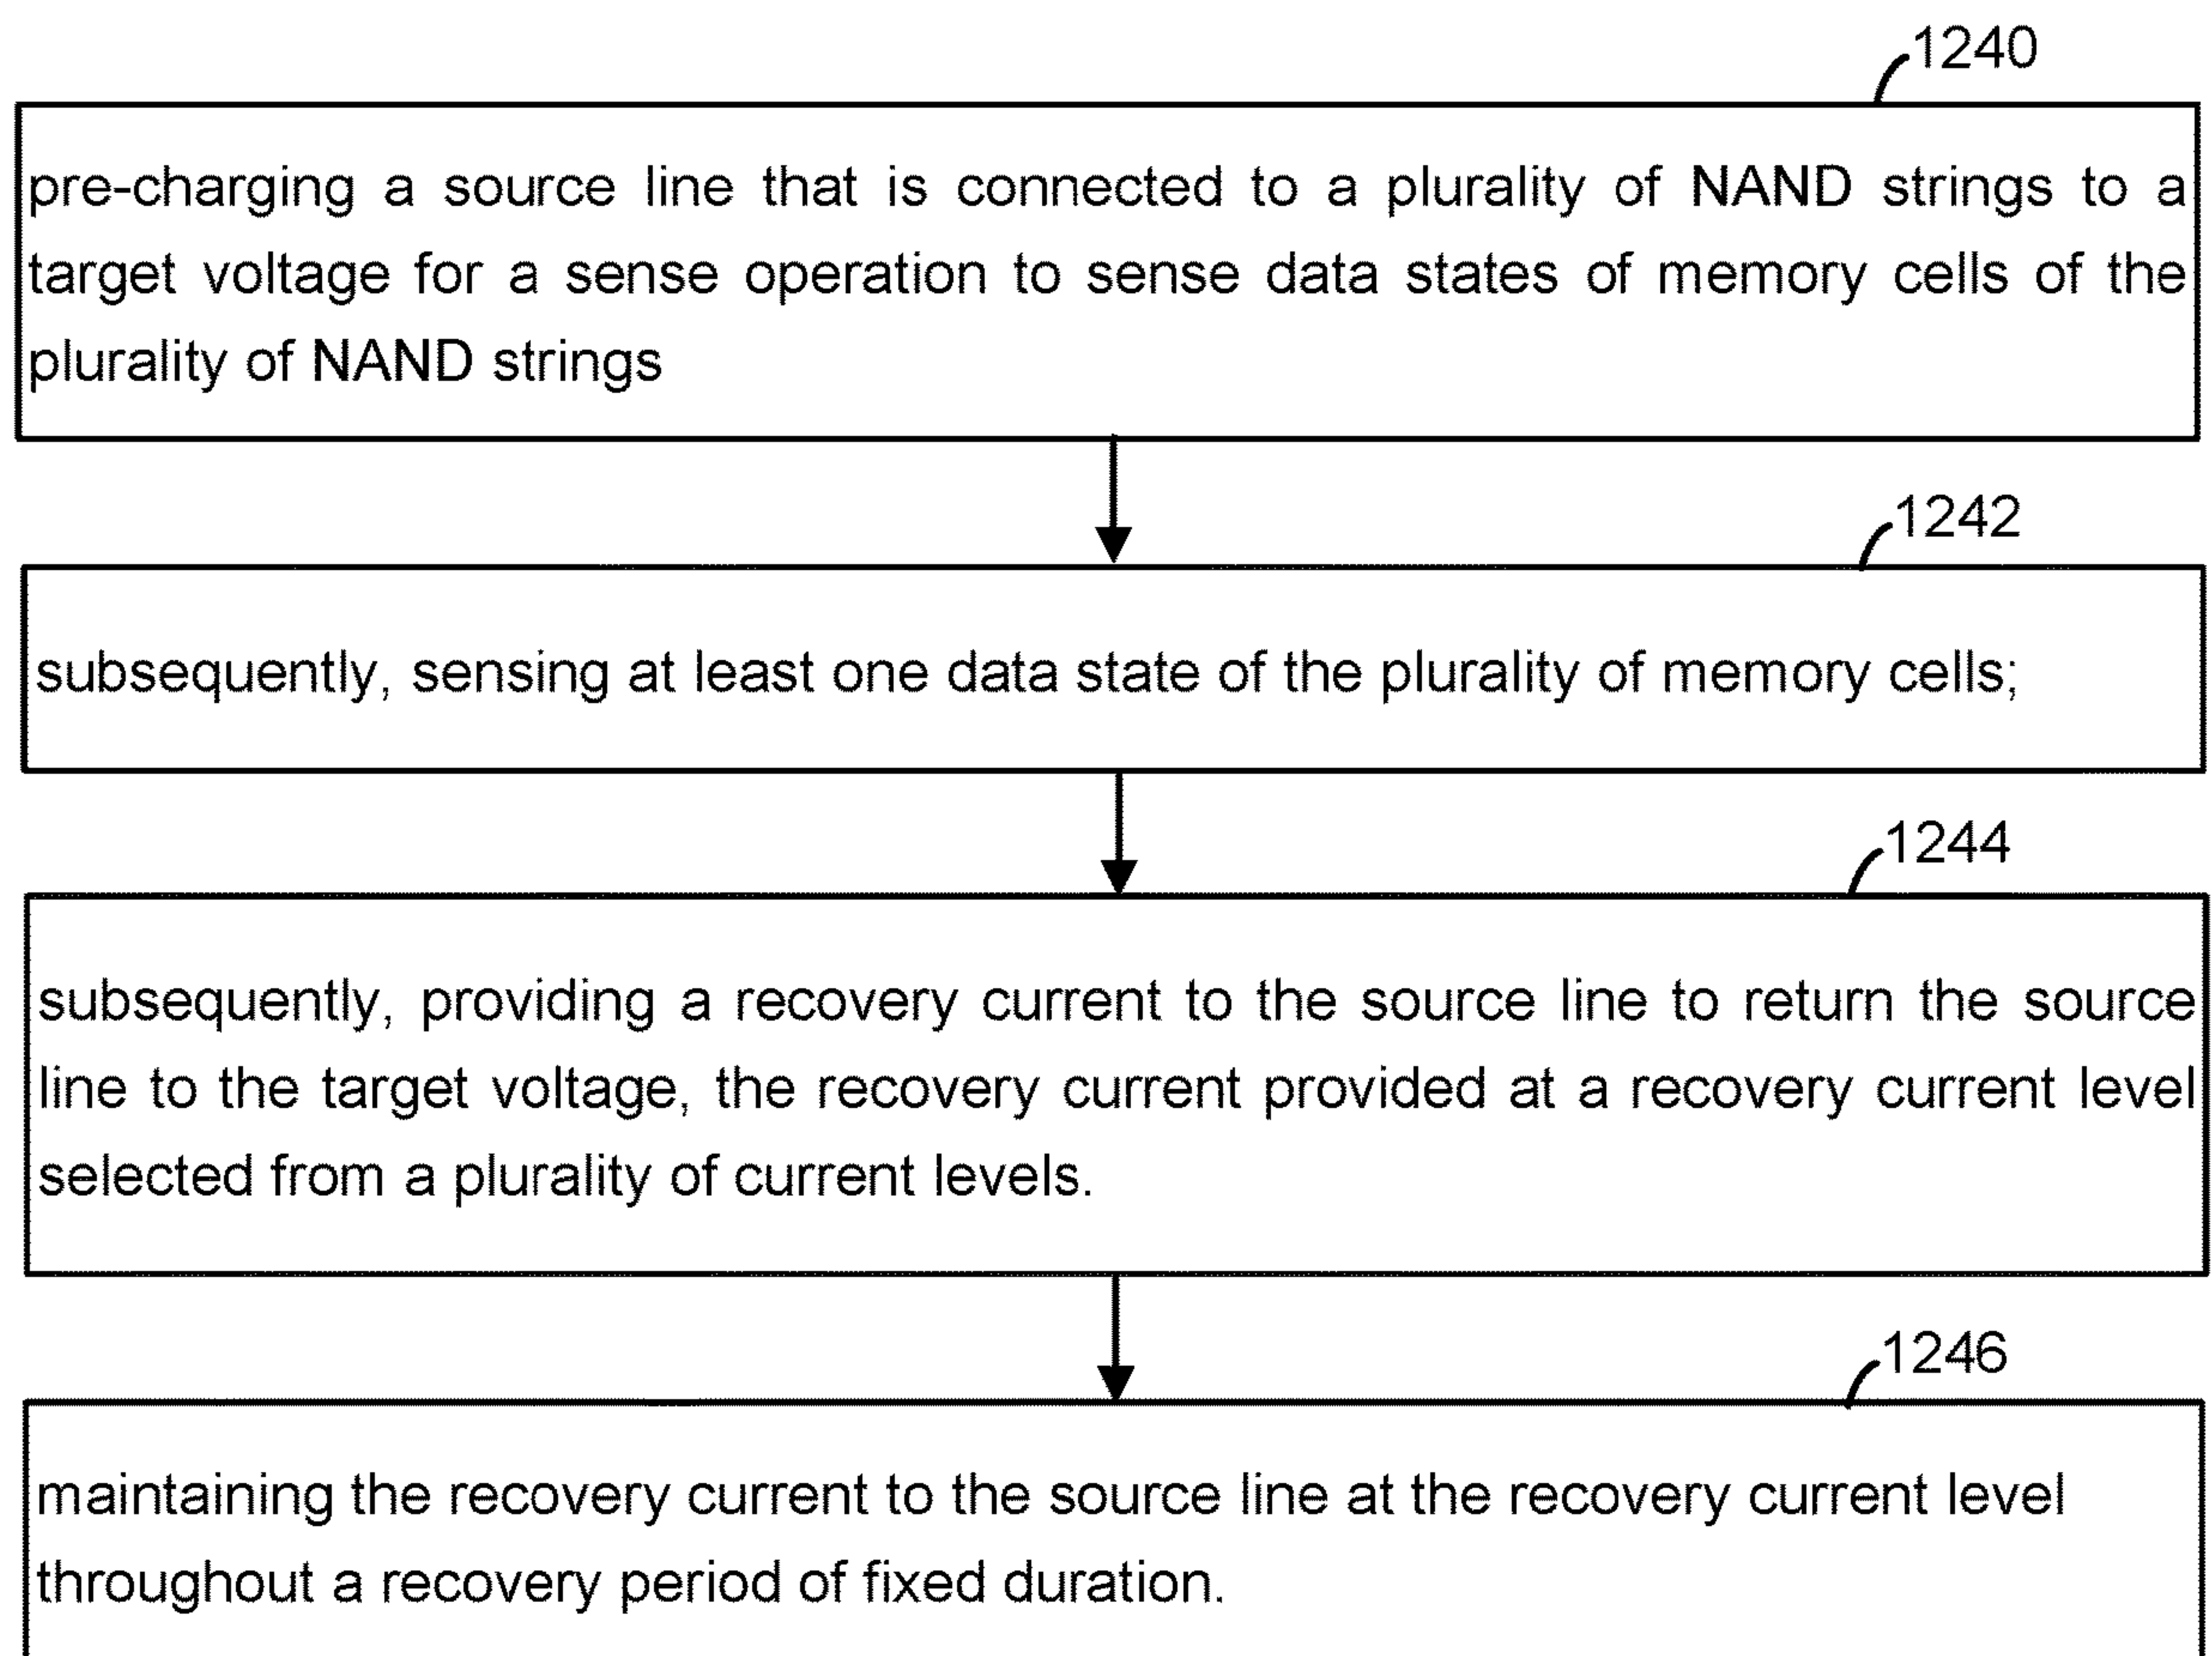 1240
pre-charging a source line that is connected to a plurality of NAND strings to a
target voltage for a sense operation to sense data states of memory cells of the
plurality of NAND strings
1242
subsequently, sensing at least one data state of the plurality of memory cells;
1244
subsequently, providing a recovery current to the source line to return the source
line to the target voltage, the recovery current provided at a recovery current level
selected from a plurality of current levels.
1246
maintaining the recovery current to the source line at the recovery current level
throughout a recovery period of fixed duration.